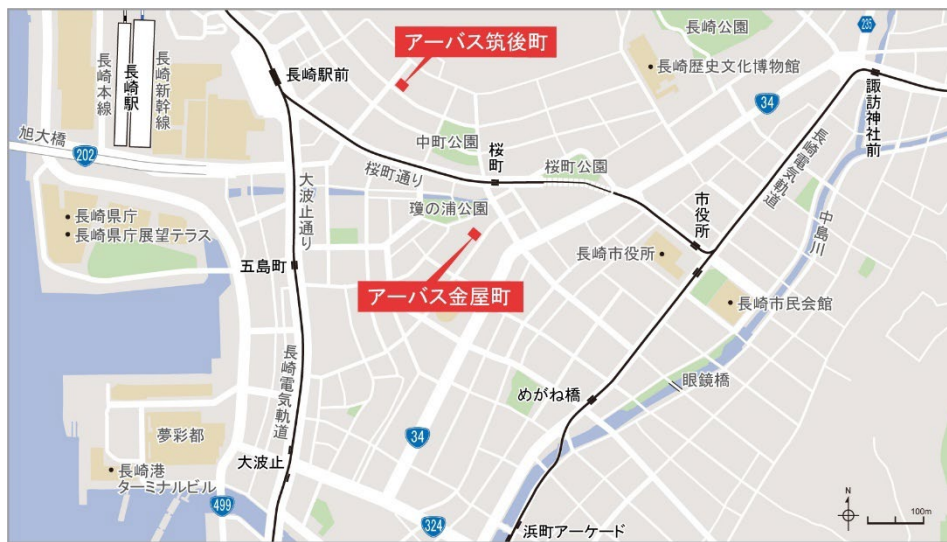 アーバス筑後町
長崎公園
235
長崎歴史文化博物館
長崎駅前
長崎本線
長崎駅
長崎新幹線
34
諏訪神社前
旭大橋
202
中町公園
桜町
桜町公園
桜町通り
長崎電気軌道
大波止通り
瓊の浦公園
市役所
中島川
長崎県庁
長崎県庁展望テラス
長崎市役所
五島町
アーバス金屋町
長崎市民会館
長崎電気軌道
眼鏡橋
めがね橋
夢彩都
34
大波止
長崎港
ターミナルビル
499
324
浜町アーケード
N
100m